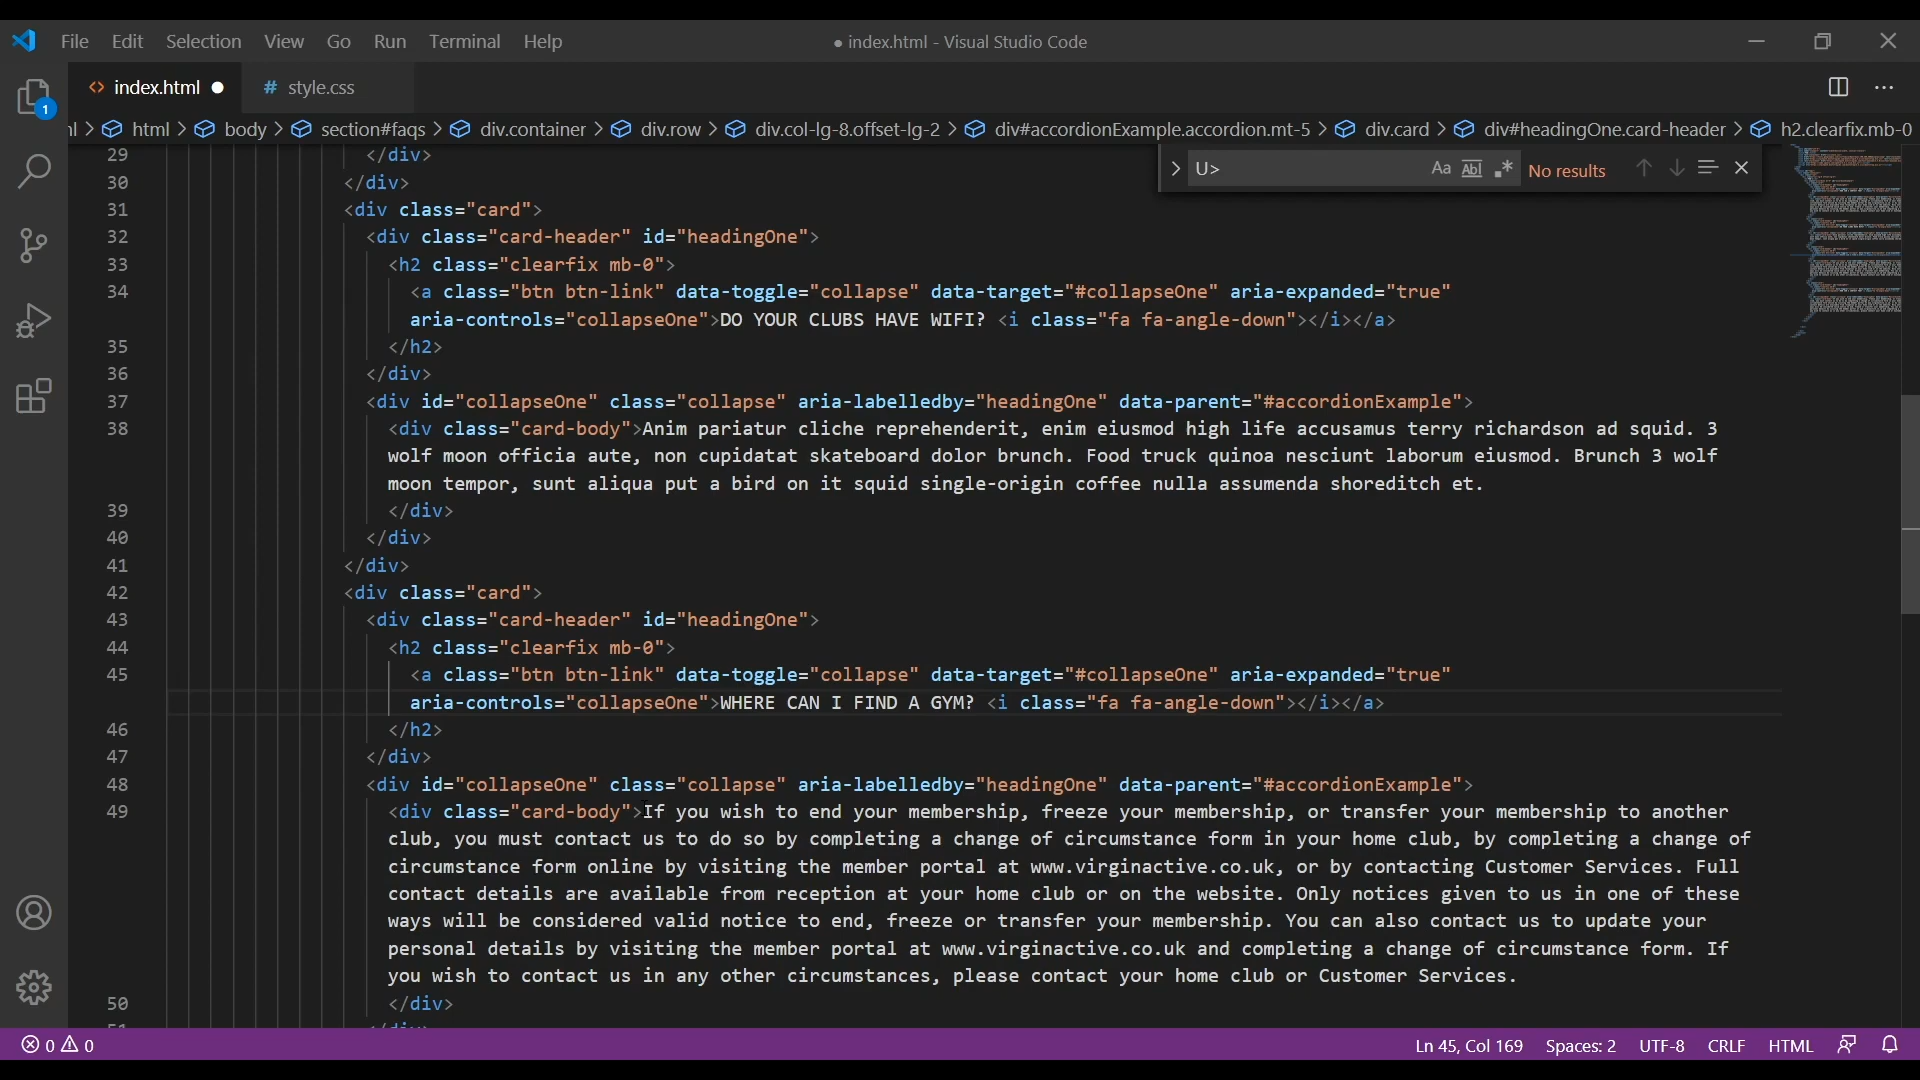 File Edit Selection View Go Run Terminal Help
● index.html - Visual Studio Code
<> index.html ● # style.css
html > body > section#faqs > div.container > div.row > div.col-lg-8.offset-lg-2 > div#accordionExample.accordion.mt-5 > div.card > div#headingOne.card-header > h2.clearfix.mb-0
U> Aa Abl .* No results
1
29 </div>
30 </div>
31 <div class="card">
32 <div class="card-header" id="headingOne">
33 <h2 class="clearfix mb-0">
34 <a class="btn btn-link" data-toggle="collapse" data-target="#collapseOne" aria-expanded="true"
aria-controls="collapseOne">DO YOUR CLUBS HAVE WIFI? <i class="fa fa-angle-down"></i></a>
35 </h2>
36 </div>
37 <div id="collapseOne" class="collapse" aria-labelledby="headingOne" data-parent="#accordionExample">
38 <div class="card-body">Anim pariatur cliche reprehenderit, enim eiusmod high life accusamus terry richardson ad squid. 3
wolf moon officia aute, non cupidatat skateboard dolor brunch. Food truck quinoa nesciunt laborum eiusmod. Brunch 3 wolf
moon tempor, sunt aliqua put a bird on it squid single-origin coffee nulla assumenda shoreditch et.
39 </div>
40 </div>
41 </div>
42 <div class="card">
43 <div class="card-header" id="headingOne">
44 <h2 class="clearfix mb-0">
45 <a class="btn btn-link" data-toggle="collapse" data-target="#collapseOne" aria-expanded="true"
aria-controls="collapseOne">WHERE CAN I FIND A GYM? <i class="fa fa-angle-down"></i></a>
46 </h2>
47 </div>
48 <div id="collapseOne" class="collapse" aria-labelledby="headingOne" data-parent="#accordionExample">
49 <div class="card-body">If you wish to end your membership, freeze your membership, or transfer your membership to another
club, you must contact us to do so by completing a change of circumstance form in your home club, by completing a change of
circumstance form online by visiting the member portal at www.virginactive.co.uk, or by contacting Customer Services. Full
contact details are available from reception at your home club or on the website. Only notices given to us in one of these
ways will be considered valid notice to end, freeze or transfer your membership. You can also contact us to update your
personal details by visiting the member portal at www.virginactive.co.uk and completing a change of circumstance form. If
you wish to contact us in any other circumstances, please contact your home club or Customer Services.
50 </div>
0 0 Ln 45, Col 169 Spaces: 2 UTF-8 CRLF HTML